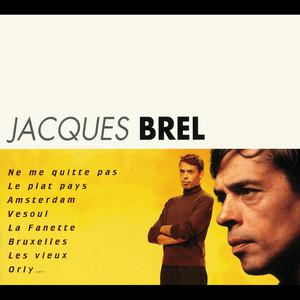 JACQUES BREL
Ne me quitte pas
Le plat pays
Amsterdam
Vesoul
La Fanette
Bruxelles
Les vieux
Orly...